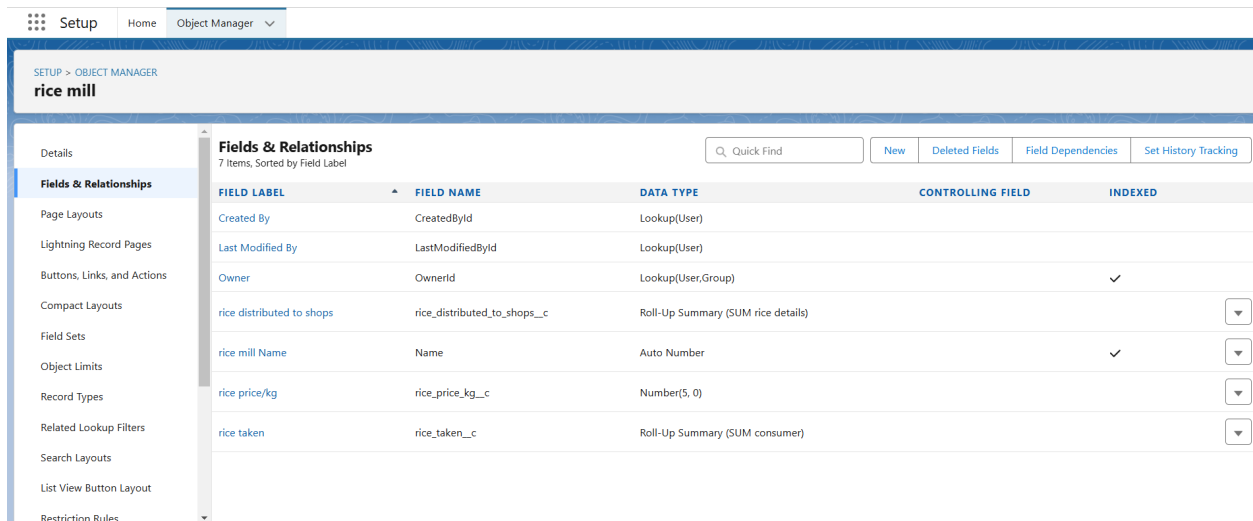 Setup
Home
Object Manager
SETUP > OBJECT MANAGER
rice mill
Details
Fields & Relationships
Page Layouts
Lightning Record Pages
Buttons, Links, and Actions
Compact Layouts
Field Sets
Object Limits
Record Types
Related Lookup Filters
Search Layouts
List View Button Layout
Restriction Rules
Fields & Relationships
7 Items, Sorted by Field Label
Quick Find
New
Deleted Fields
Field Dependencies
Set History Tracking
FIELD LABEL FIELD NAME DATA TYPE CONTROLLING FIELD INDEXED
Created By CreatedById Lookup(User)
Last Modified By LastModifiedById Lookup(User)
Owner OwnerId Lookup(User,Group)
rice distributed to shops rice_distributed_to_shops__c Roll-Up Summary (SUM rice details)
rice mill Name Name Auto Number
rice price/kg rice_price_kg__c Number(5, 0)
rice taken rice_taken__c Roll-Up Summary (SUM consumer)